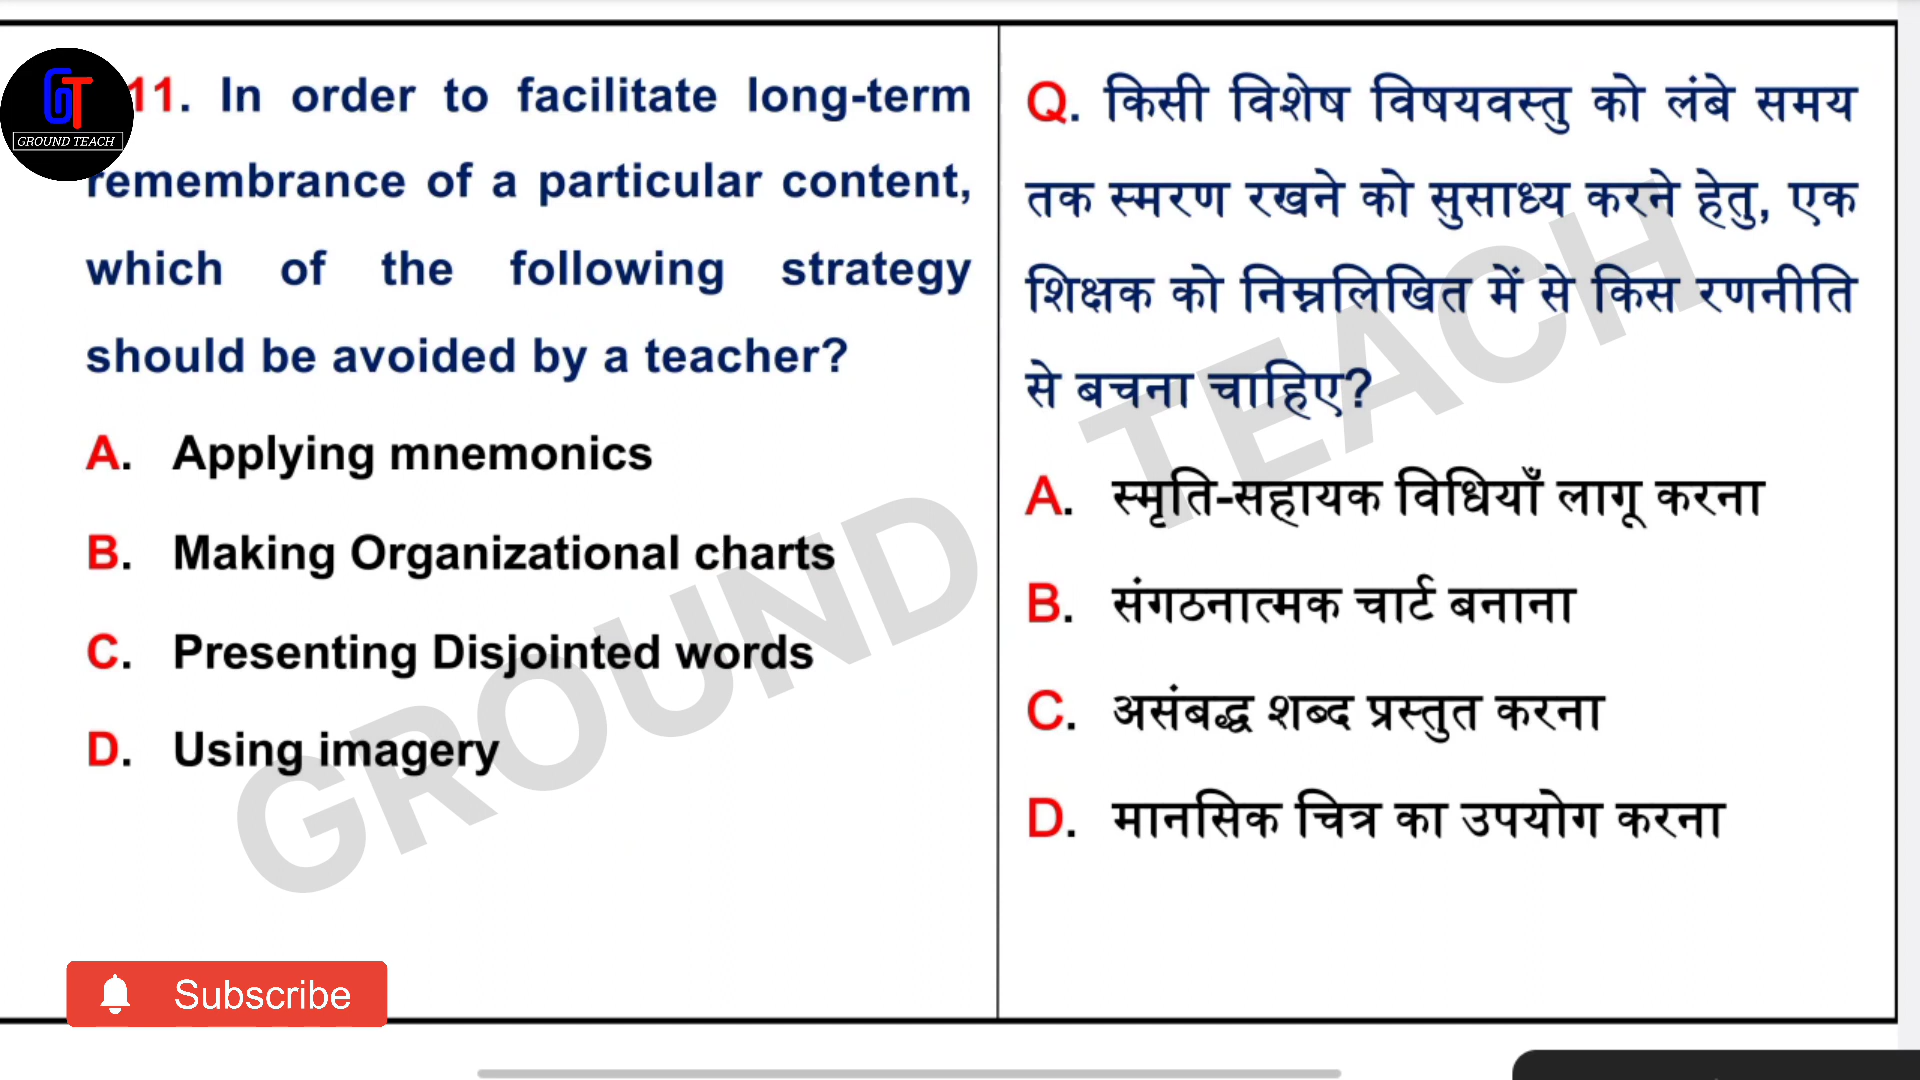 GT
GROUND TEACH
11. In order to facilitate long-term
remembrance of a particular content,
which of the following strategy
should be avoided by a teacher?
A. Applying mnemonics
B. Making Organizational charts
C. Presenting Disjointed words
D. Using imagery
Q. किसी विशेष विषयवस्तु को लंबे समय
तक स्मरण रखने को सुसाध्य करने हेतु, एक
शिक्षक को निम्नलिखित में से किस रणनीति
से बचना चाहिए?
A. स्मृति-सहायक विधियाँ लागू करना
B. संगठनात्मक चार्ट बनाना
C. असंबद्ध शब्द प्रस्तुत करना
D. मानसिक चित्र का उपयोग करना
GROUND TEACH
Subscribe